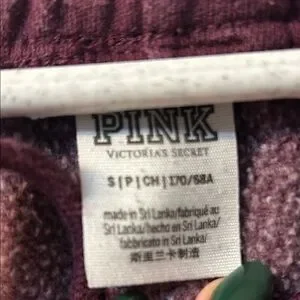 PINK
VICTORIA'S SECRET
S | P | CH | 170/68A
made in Sri Lanka/fabriqué au
Sri Lanka/hecho en Sri Lanka/
fabbricato in Sri Lanka/
斯里兰卡制造